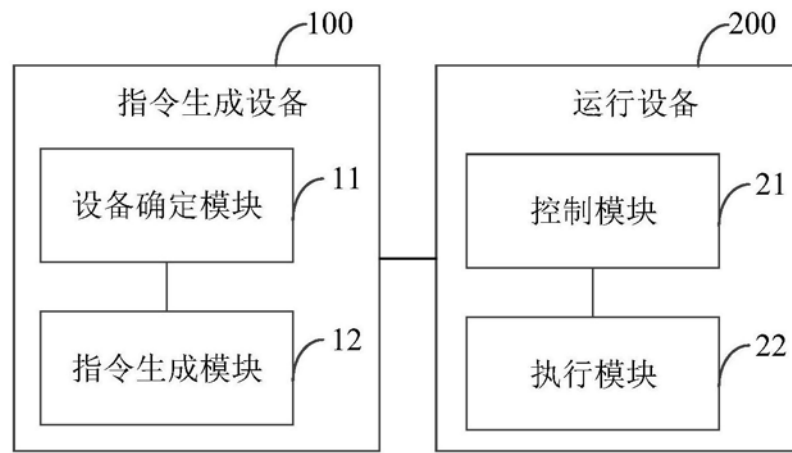 100
200
指令生成设备
运行设备
设备确定模块
11
控制模块
21
指令生成模块
12
执行模块
22